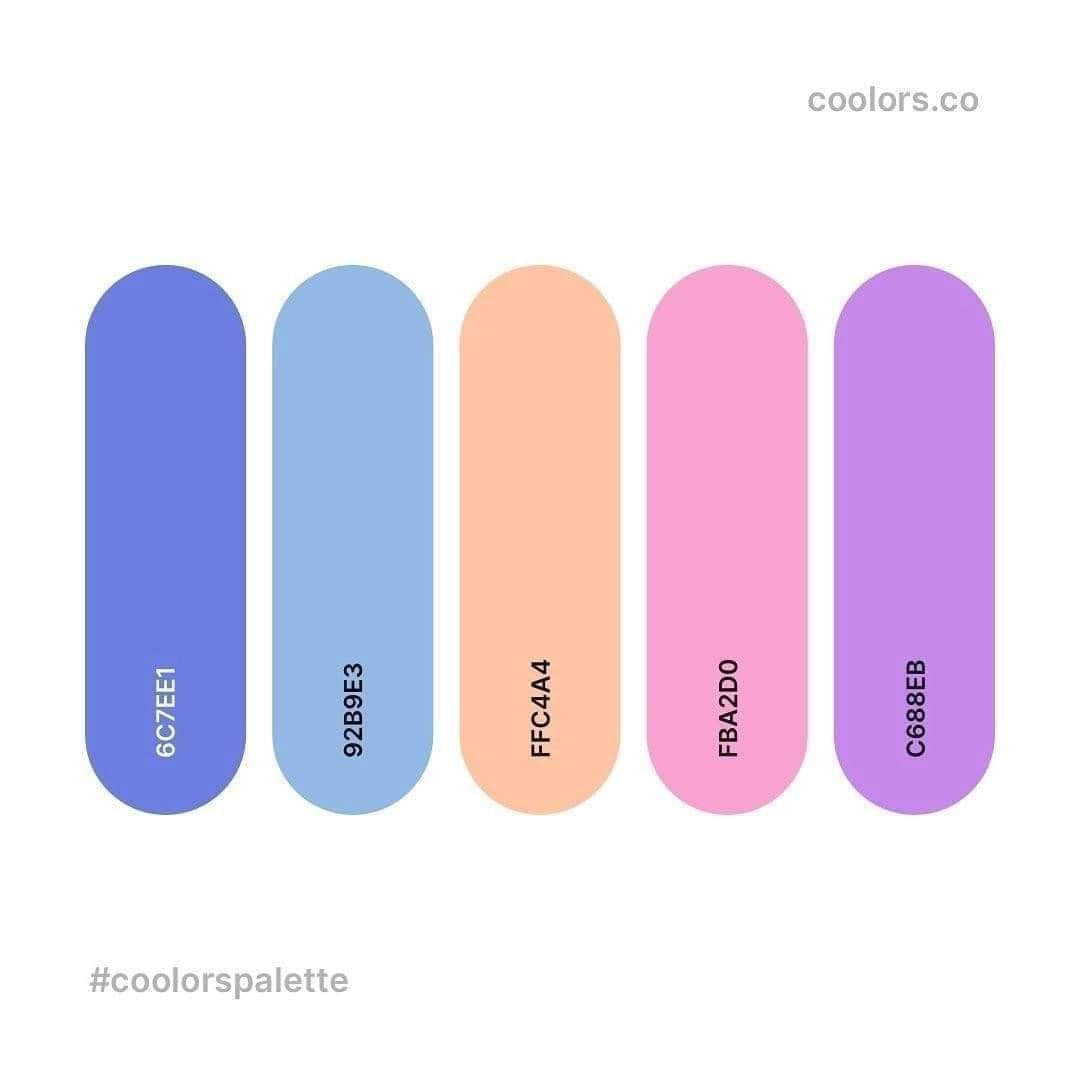 coolors.co
6C7EE1
92B9E3
FFC4A4
FBA2D0
C688EB
#coolorspalette